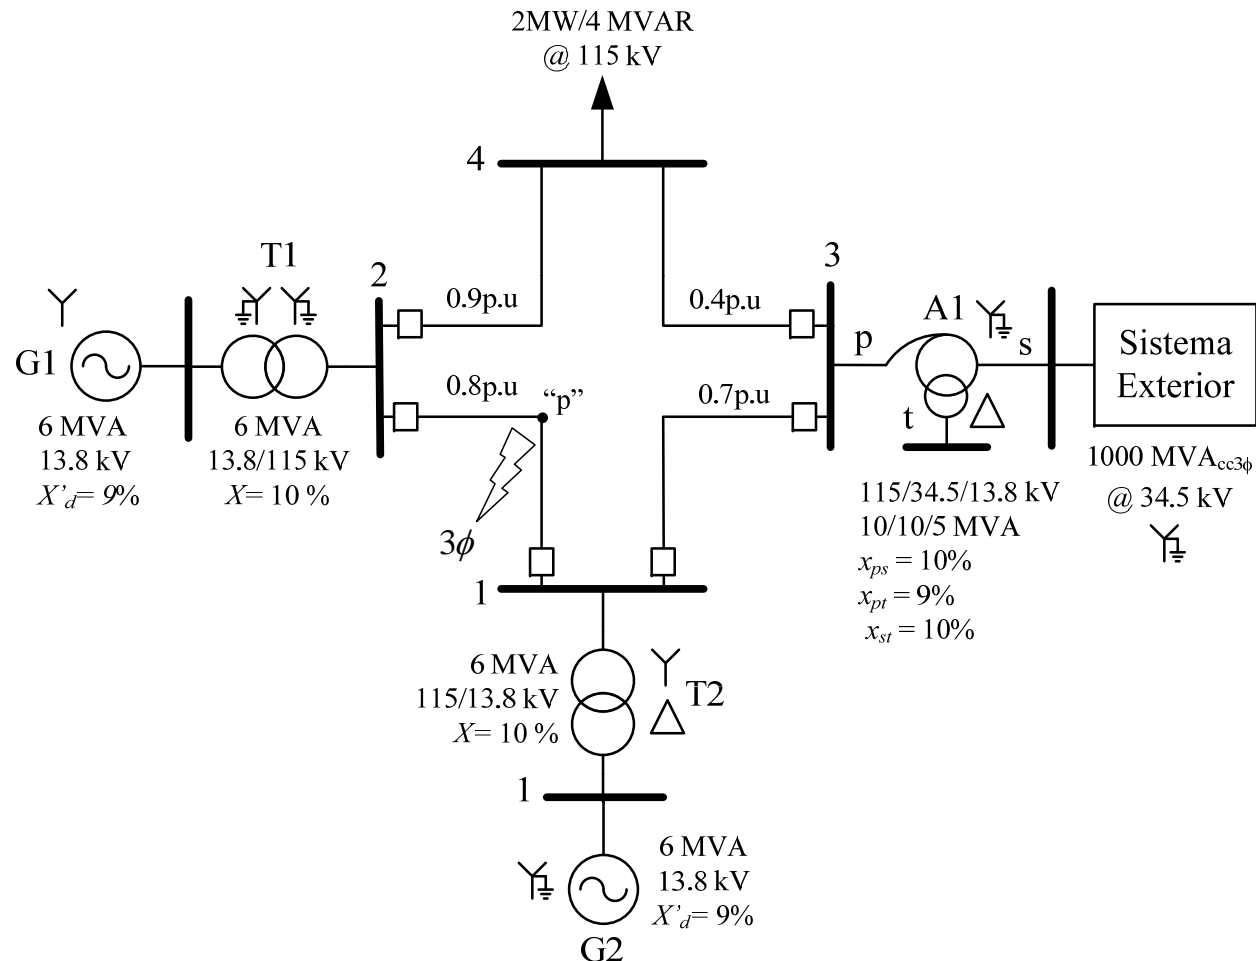 2MW/4 MVAR
@ 115 kV
4
T1
2
3
0.9p.u
0.4p.u
A1
G1
p
s
Sistema
Exterior
0.8p.u
“p”
0.7p.u
t
6 MVA
13.8 kV
X'd= 9%
6 MVA
13.8/115 kV
X= 10 %
3ϕ
1000 MVAcc3ϕ
@ 34.5 kV
115/34.5/13.8 kV
10/10/5 MVA
xps = 10%
xpt = 9%
xst = 10%
1
6 MVA
115/13.8 kV
X= 10 %
T2
1
6 MVA
13.8 kV
X'd= 9%
G2